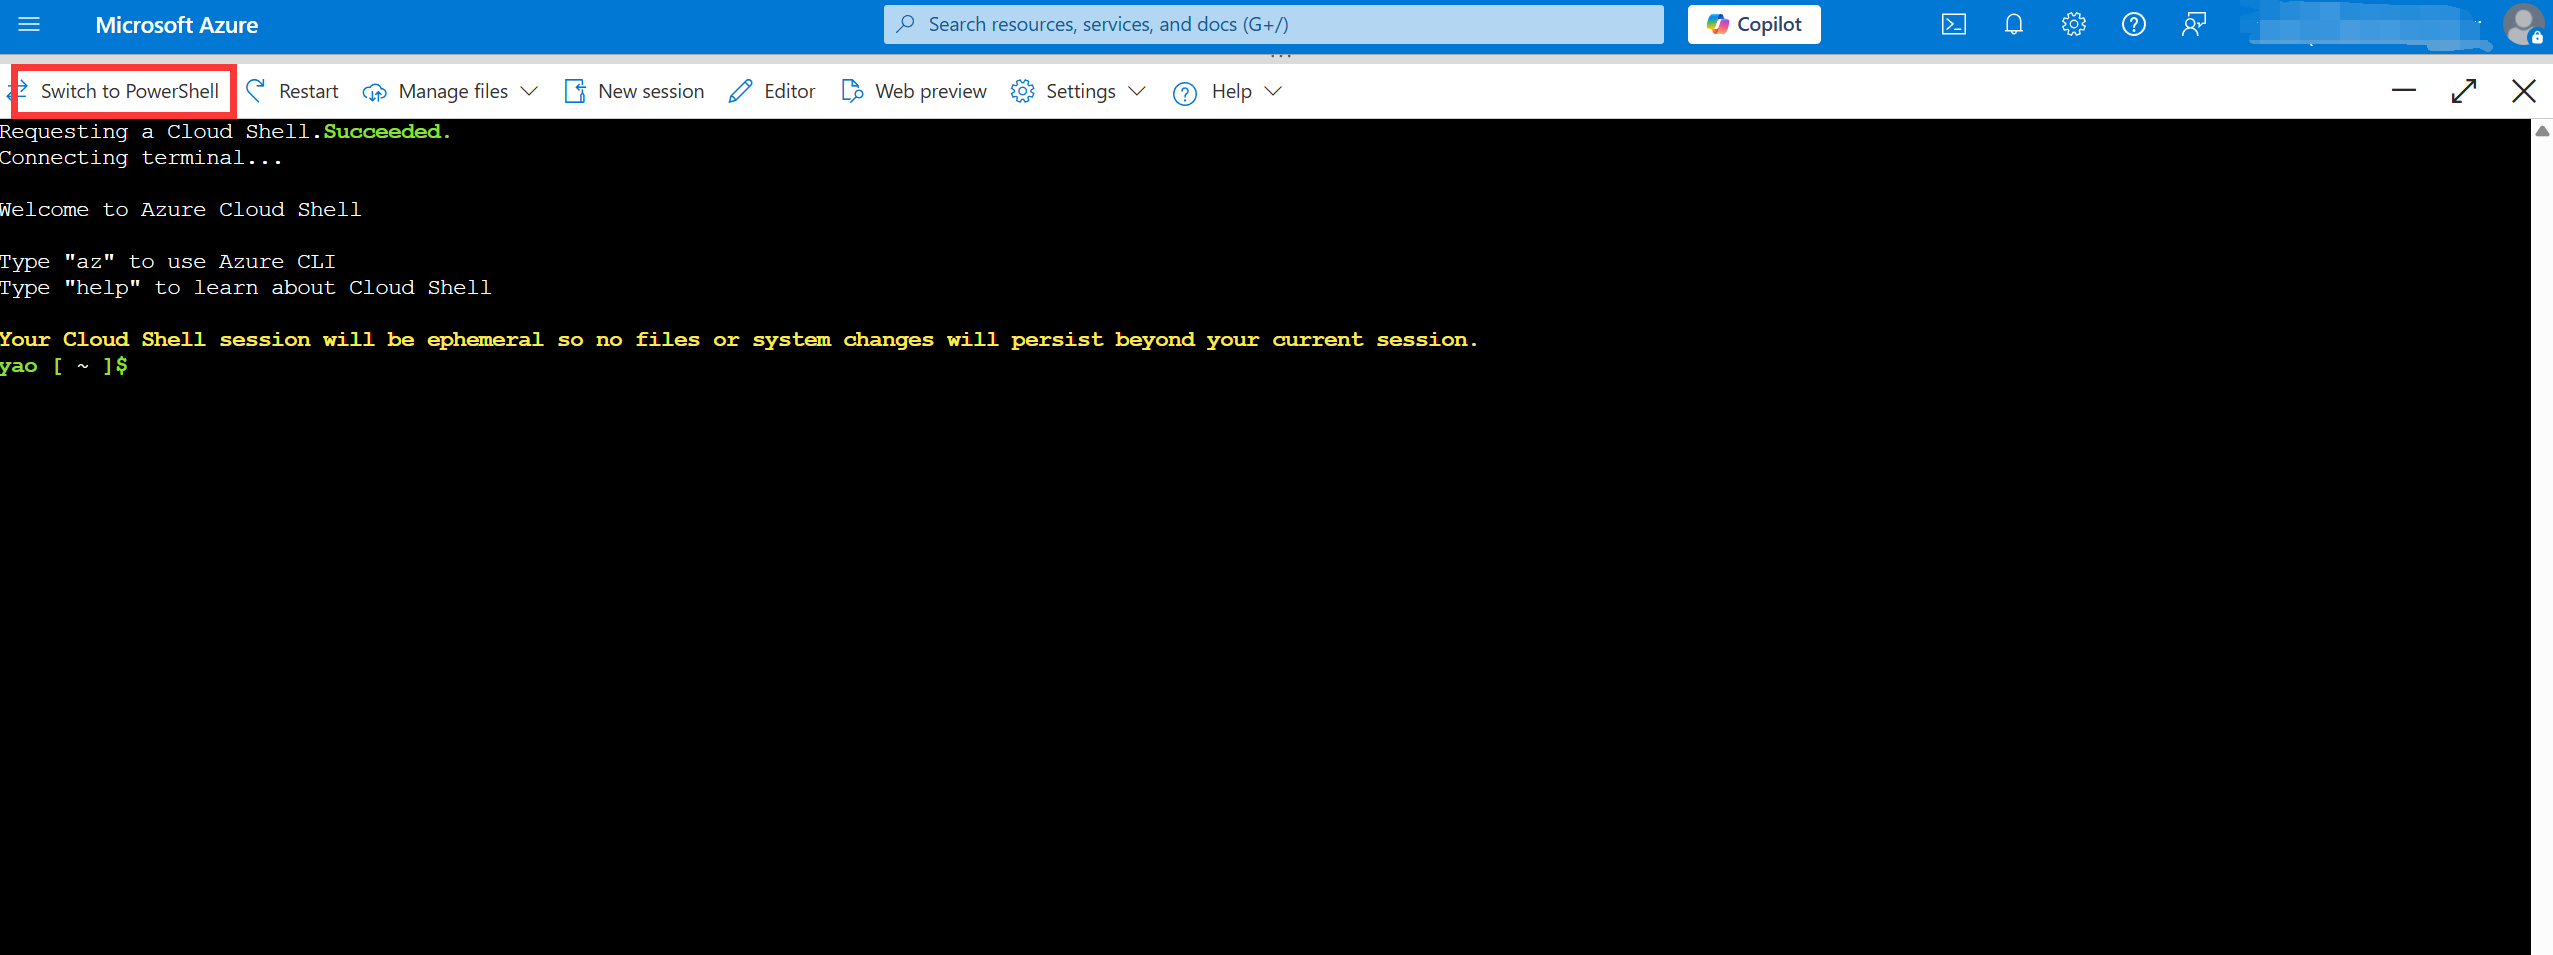 Microsoft Azure
Search resources, services, and docs (G+/)
Copilot
Switch to PowerShell
Restart
Manage files
New session
Editor
Web preview
Settings
Help
Requesting a Cloud Shell.Succeeded.
Connecting terminal...
Welcome to Azure Cloud Shell
Type "az" to use Azure CLI
Type "help" to learn about Cloud Shell
Your Cloud Shell session will be ephemeral so no files or system changes will persist beyond your current session.
yao [ ~ ]$